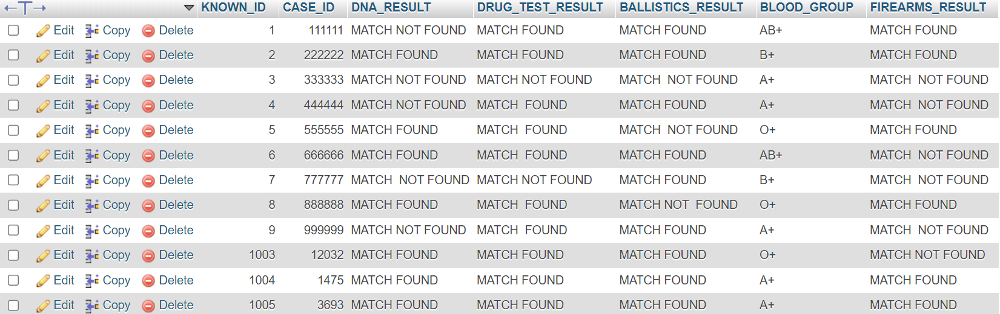 KNOWN_ID CASE_ID DNA_RESULT DRUG_TEST_RESULT BALLISTICS_RESULT BLOOD_GROUP FIREARMS_RESULT
Edit Copy Delete 1 111111 MATCH NOT FOUND MATCH FOUND MATCH FOUND AB+ MATCH FOUND
Edit Copy Delete 2 222222 MATCH FOUND MATCH FOUND MATCH FOUND B+ MATCH FOUND
Edit Copy Delete 3 333333 MATCH NOT FOUND MATCH NOT FOUND MATCH  NOT FOUND A+ MATCH  NOT FOUND
Edit Copy Delete 4 444444 MATCH NOT FOUND MATCH  FOUND MATCH FOUND A+ MATCH  NOT FOUND
Edit Copy Delete 5 555555 MATCH FOUND MATCH  FOUND MATCH  NOT FOUND O+ MATCH FOUND
Edit Copy Delete 6 666666 MATCH FOUND MATCH  FOUND MATCH FOUND AB+ MATCH  NOT FOUND
Edit Copy Delete 7 777777 MATCH  NOT FOUND MATCH NOT FOUND MATCH FOUND B+ MATCH  NOT FOUND
Edit Copy Delete 8 888888 MATCH FOUND MATCH  FOUND MATCH NOT  FOUND O+ MATCH FOUND
Edit Copy Delete 9 999999 MATCH NOT FOUND MATCH  FOUND MATCH FOUND A+ MATCH  NOT FOUND
Edit Copy Delete 1003 12032 MATCH FOUND MATCH FOUND MATCH FOUND O+ MATCH NOT FOUND
Edit Copy Delete 1004 1475 MATCH FOUND MATCH FOUND MATCH FOUND A+ MATCH FOUND
Edit Copy Delete 1005 3693 MATCH FOUND MATCH FOUND MATCH FOUND A+ MATCH FOUND